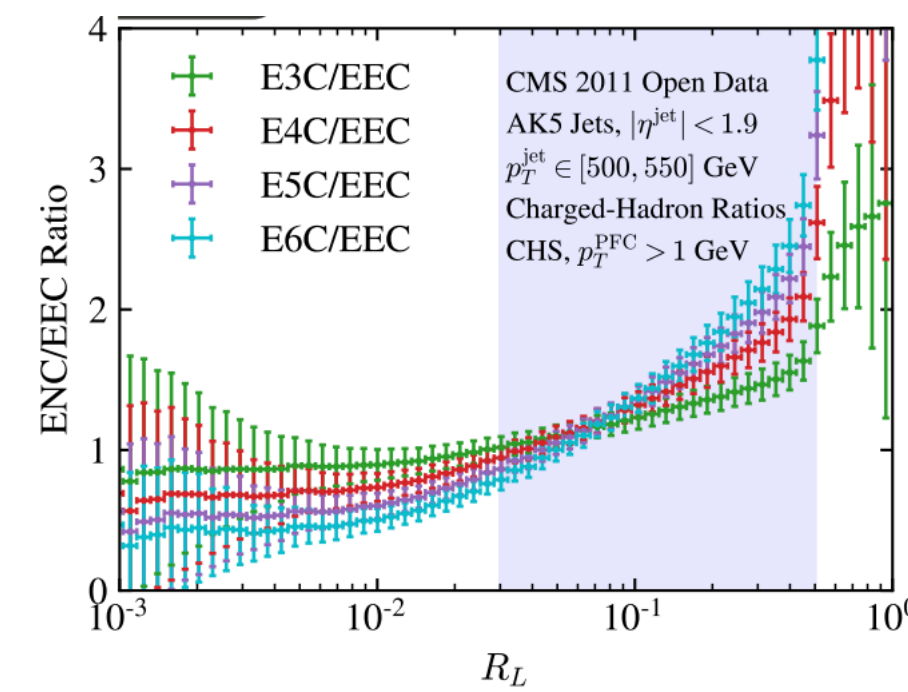 4
3
2
1
0
ENC/EEC Ratio
E3C/EEC
E4C/EEC
E5C/EEC
E6C/EEC
CMS 2011 Open Data
AK5 Jets, |η^jet| < 1.9
p_T^jet ∈ [500, 550] GeV
Charged-Hadron Ratios
CHS, p_T^PFC > 1 GeV
10^-3 10^-2 10^-1 10^0
R_L